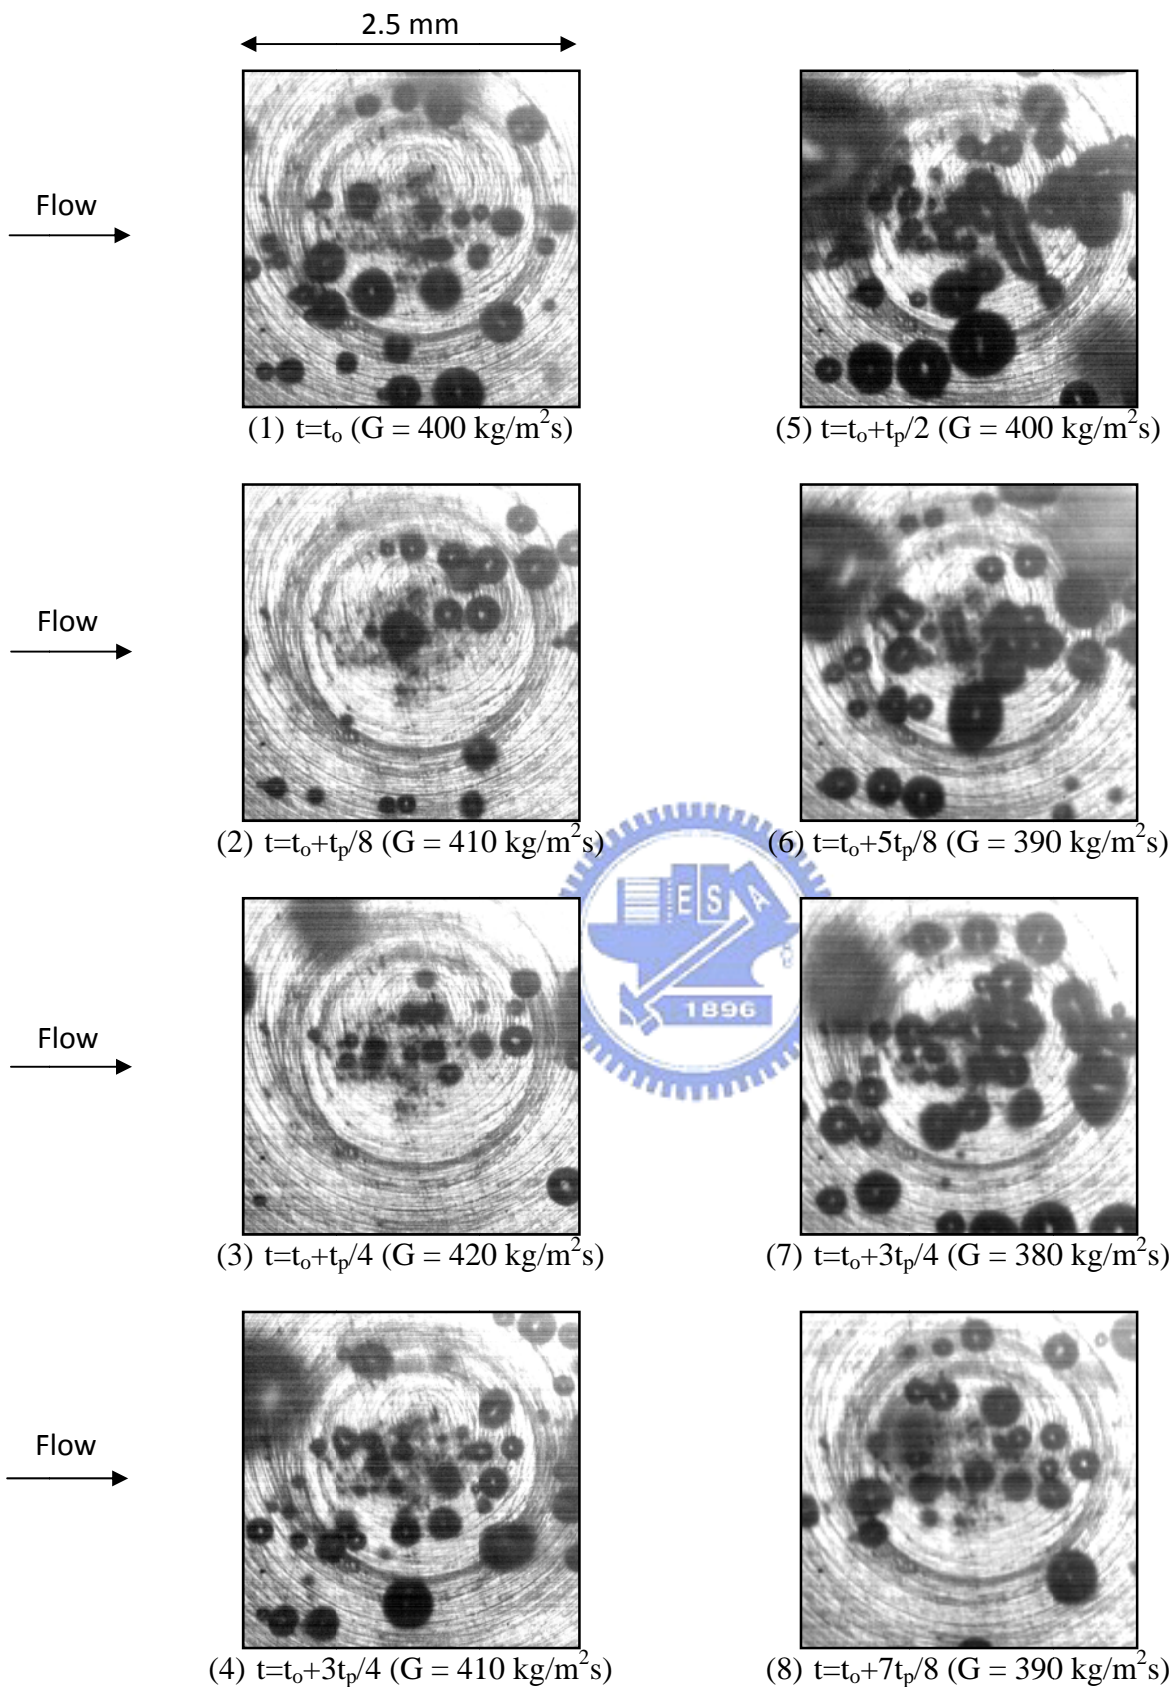 2.5 mm
Flow
(1) t=tₒ (G = 400 kg/m²s)
(5) t=tₒ+tₚ/2 (G = 400 kg/m²s)
Flow
(2) t=tₒ+tₚ/8 (G = 410 kg/m²s)
(6) t=tₒ+5tₚ/8 (G = 390 kg/m²s)
E S A
1896
Flow
(3) t=tₒ+tₚ/4 (G = 420 kg/m²s)
(7) t=tₒ+3tₚ/4 (G = 380 kg/m²s)
Flow
(4) t=tₒ+3tₚ/4 (G = 410 kg/m²s)
(8) t=tₒ+7tₚ/8 (G = 390 kg/m²s)